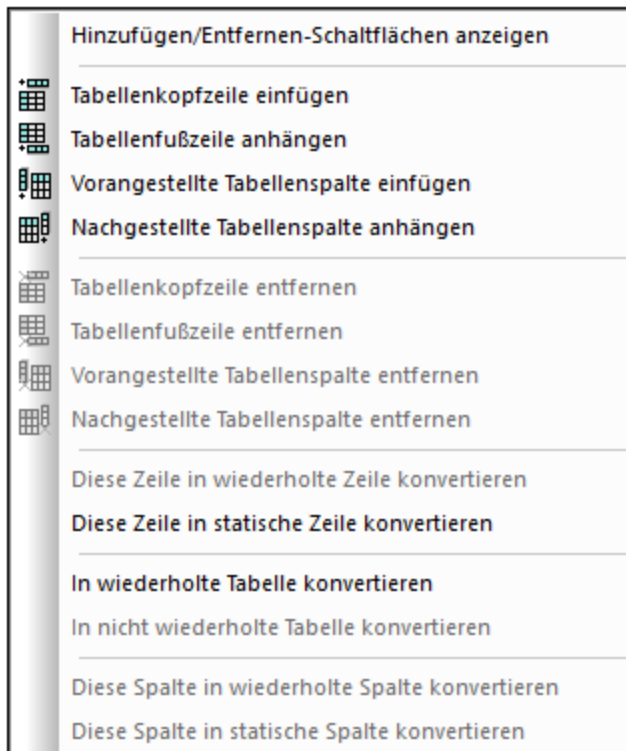 Hinzufügen/Entfernen-Schaltflächen anzeigen
Tabellenkopfzeile einfügen
Tabellenfußzeile anhängen
Vorangestellte Tabellenspalte einfügen
Nachgestellte Tabellenspalte anhängen
Tabellenkopfzeile entfernen
Tabellenfußzeile entfernen
Vorangestellte Tabellenspalte entfernen
Nachgestellte Tabellenspalte entfernen
Diese Zeile in wiederholte Zeile konvertieren
Diese Zeile in statische Zeile konvertieren
In wiederholte Tabelle konvertieren
In nicht wiederholte Tabelle konvertieren
Diese Spalte in wiederholte Spalte konvertieren
Diese Spalte in statische Spalte konvertieren